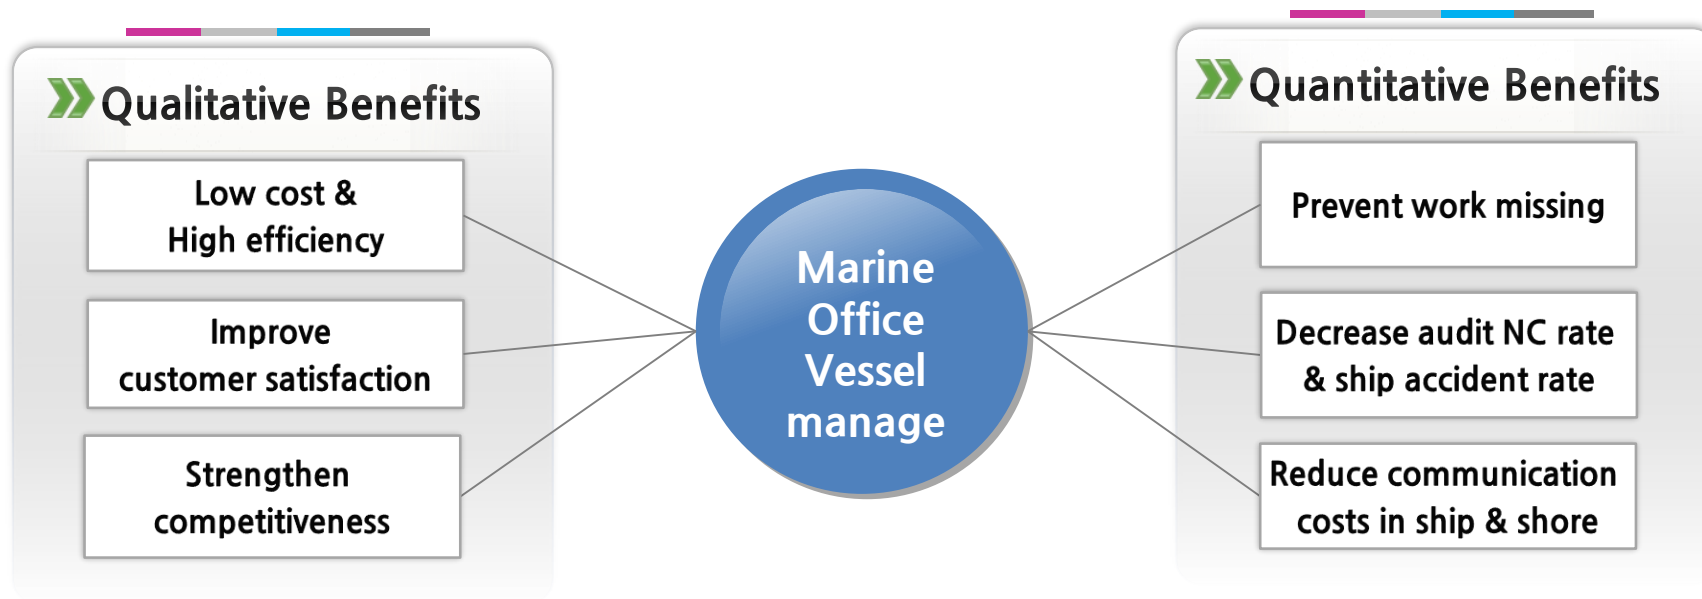 Qualitative Benefits
Low cost &
High efficiency
Improve
customer satisfaction
Strengthen
competitiveness
Marine
Office
Vessel
manage
Quantitative Benefits
Prevent work missing
Decrease audit NC rate
& ship accident rate
Reduce communication
costs in ship & shore